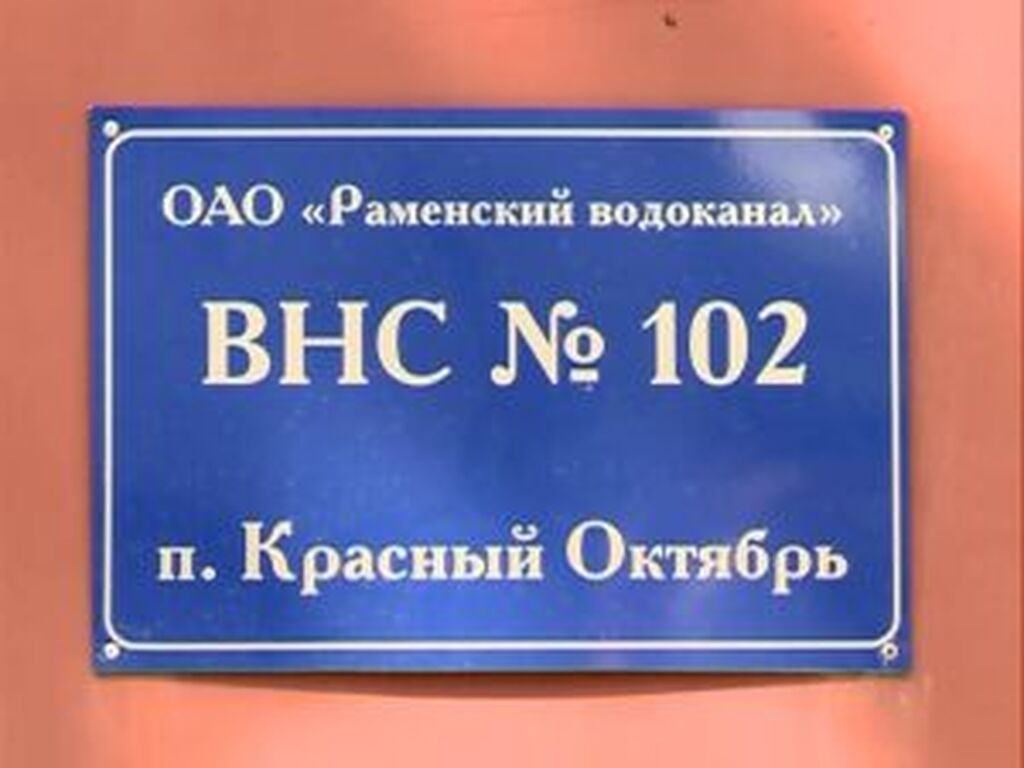 ОАО «Раменский водоканал»
ВНС № 102
п. Красный Октябрь